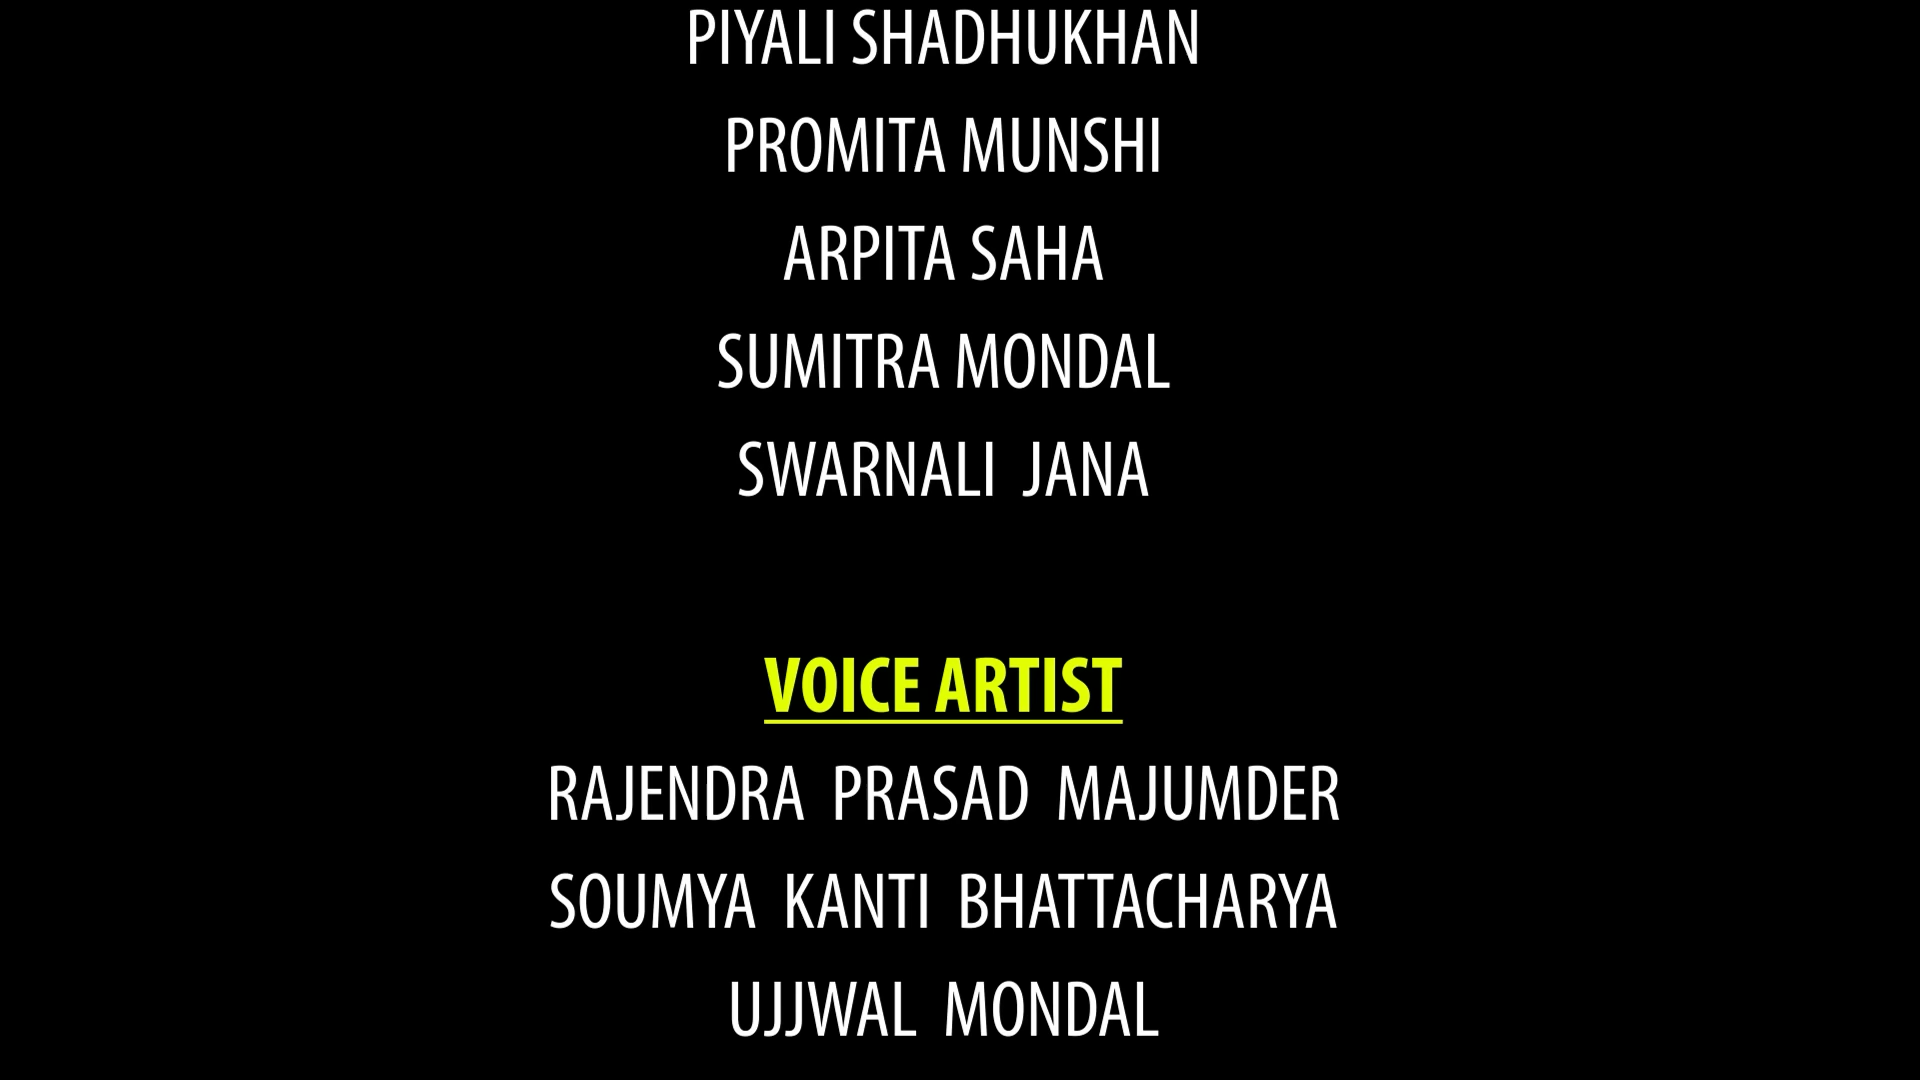 PIYALI SHADHUKHAN
PROMITA MUNSHI
ARPITA SAHA
SUMITRA MONDAL
SWARNALI JANA
VOICE ARTIST
RAJENDRA PRASAD MAJUMDER
SOUMYA KANTI BHATTACHARYA
UJJWAL MONDAL